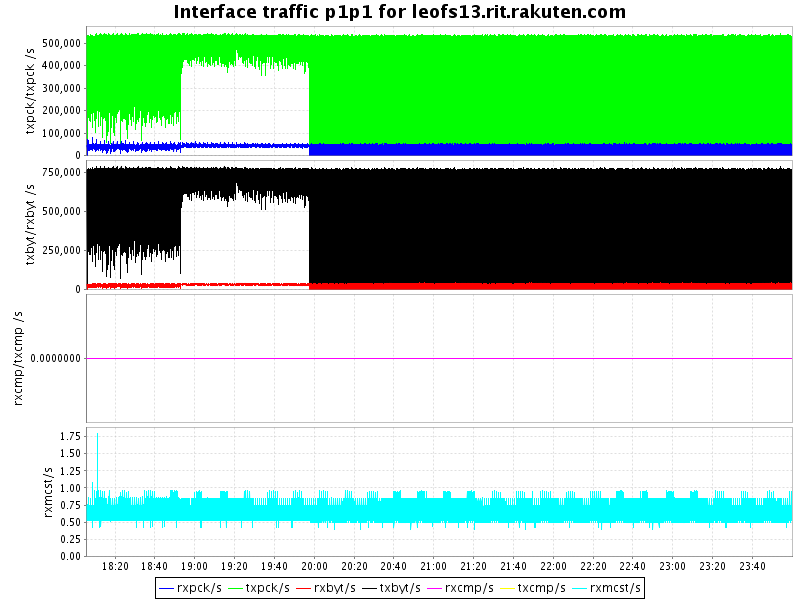 Interface traffic p1p1 for leofs13.rit.rakuten.com
txpck/txpck /s
500,000
400,000
300,000
200,000
100,000
0
txbyt/rxbyt /s
750,000
500,000
250,000
0
rxcmp/txcmp /s
0.0000000
rxmcst/s
1.75
1.50
1.25
1.00
0.75
0.50
0.25
0.00
18:20 18:40 19:00 19:20 19:40 20:00 20:20 20:40 21:00 21:20 21:40 22:00 22:20 22:40 23:00 23:20 23:40
rxpck/s txpck/s rxbyt/s txbyt/s rxcmp/s txcmp/s rxmcst/s